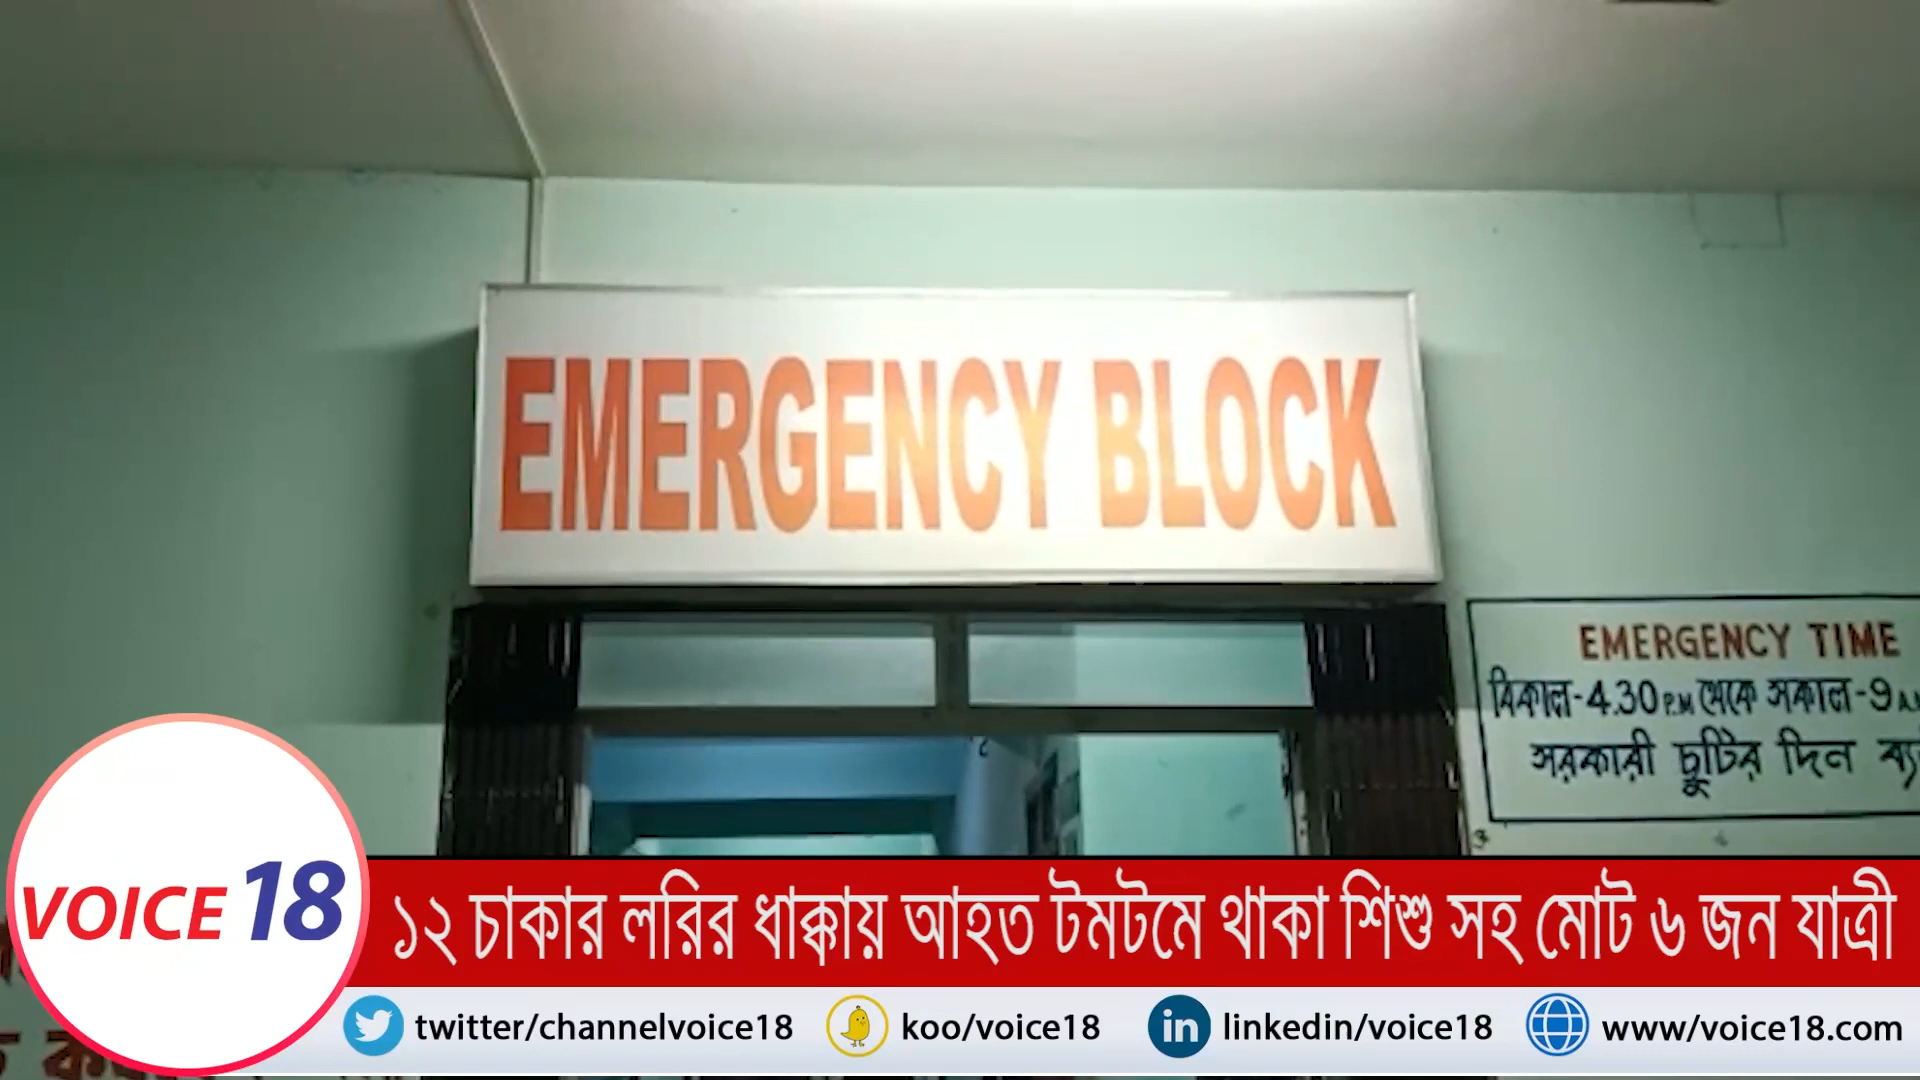 EMERGENCY BLOCK
EMERGENCY TIME
বিকাল-4.30 P.M থেকে সকাল-9
সরকারী ছুটির দিন
VOICE 18
১২ চাকার লরির ধাক্কায় আহত টমটমে থাকা শিশু সহ মোট ৬ জন যাত্রী
twitter/channelvoice18 koo/voice18 linkedin/voice18 www/voice18.com